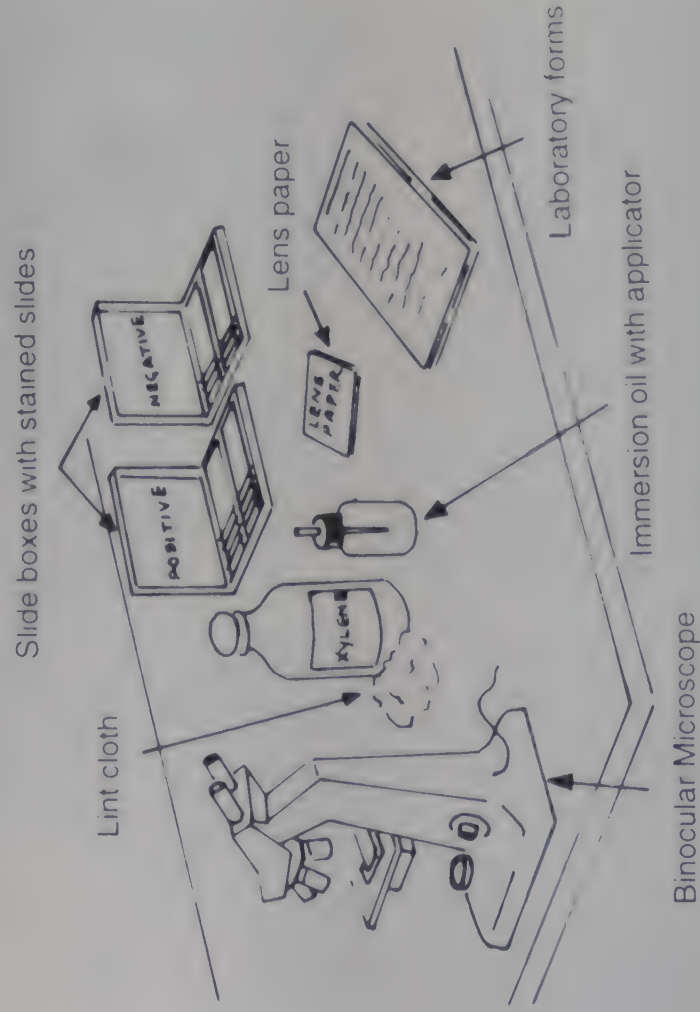 Slide boxes with stained slides
Lint cloth
POSITIVE
NEGATIVE
Lens paper
LENS
PAPER
XYLENE
Laboratory forms
Immersion oil with applicator
Binocular Microscope